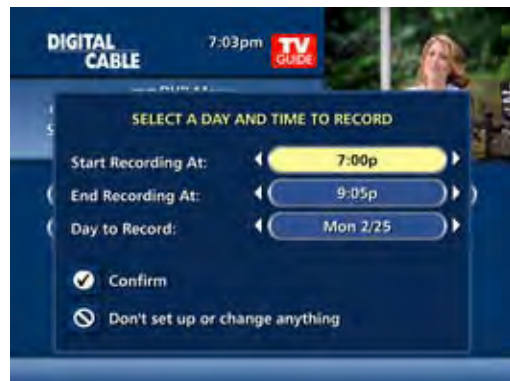 DIGITAL
CABLE
7:03pm
TV
GUIDE
SELECT A DAY AND TIME TO RECORD
Start Recording At: 7:00p
End Recording At: 9:05p
Day to Record: Mon 2/25
Confirm
Don't set up or change anything